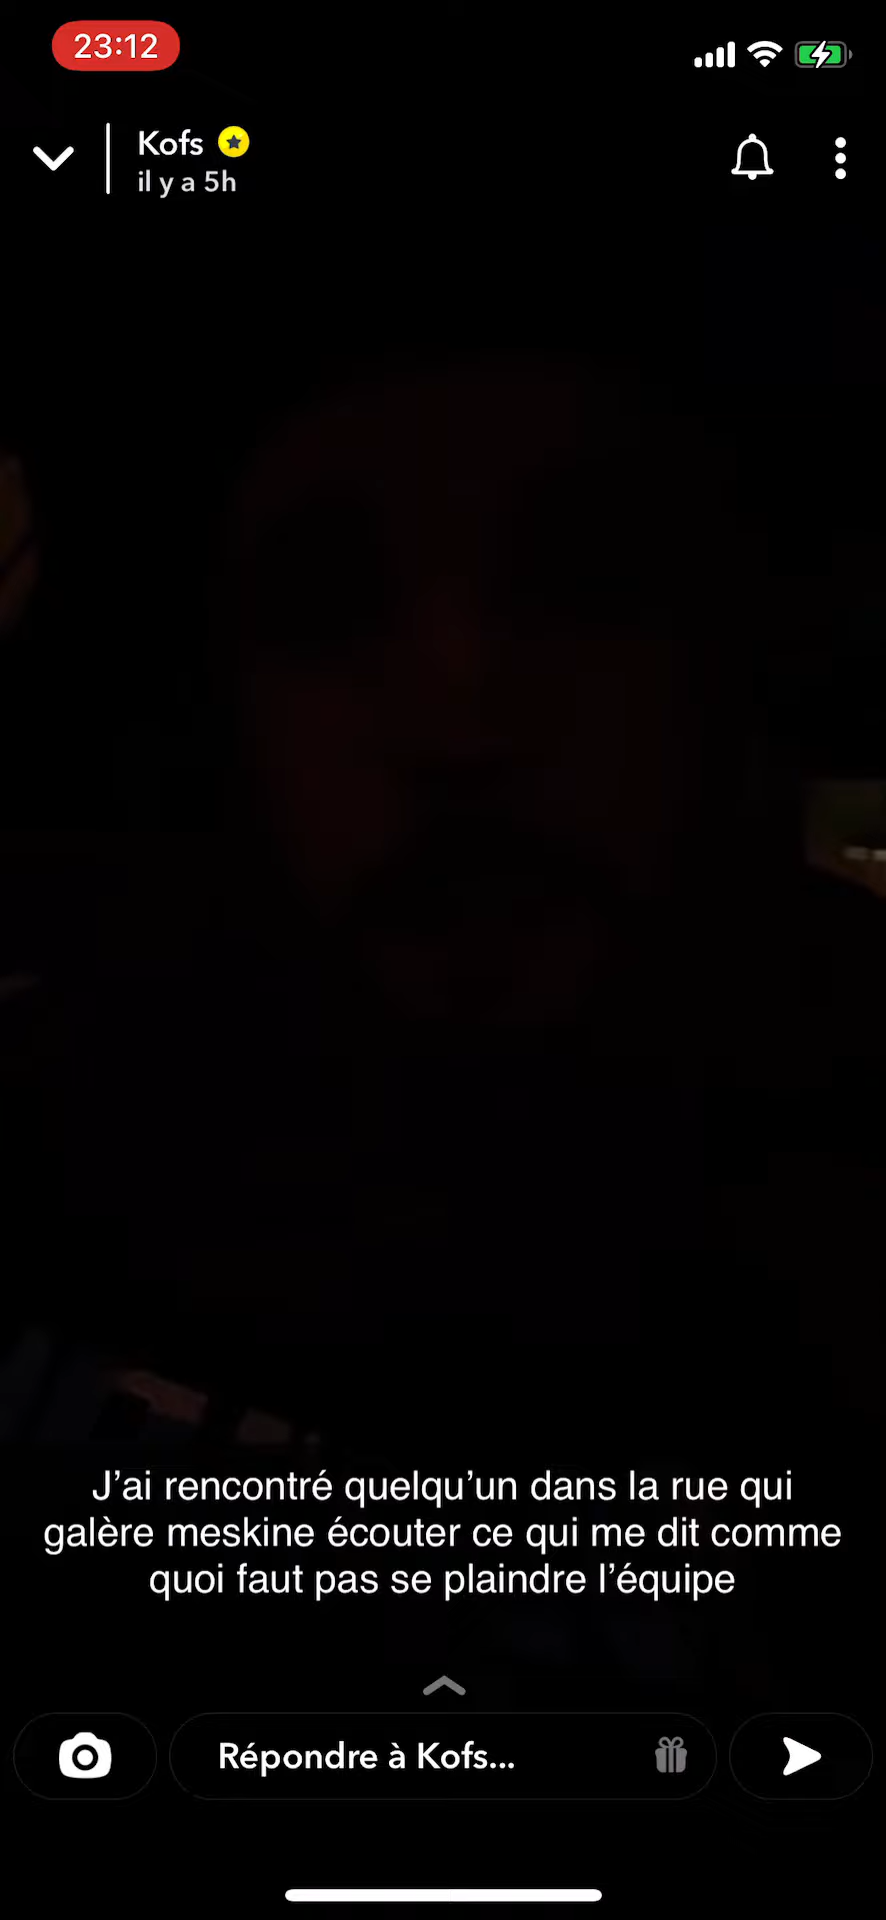 23:12
Kofs
il y a 5h
J’ai rencontré quelqu’un dans la rue qui
galère meskine écouter ce qui me dit comme
quoi faut pas se plaindre l’équipe
Répondre à Kofs...